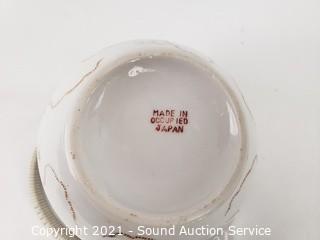 MADE IN
OCCUPIED
JAPAN
Copyright 2021 - Sound Auction Service